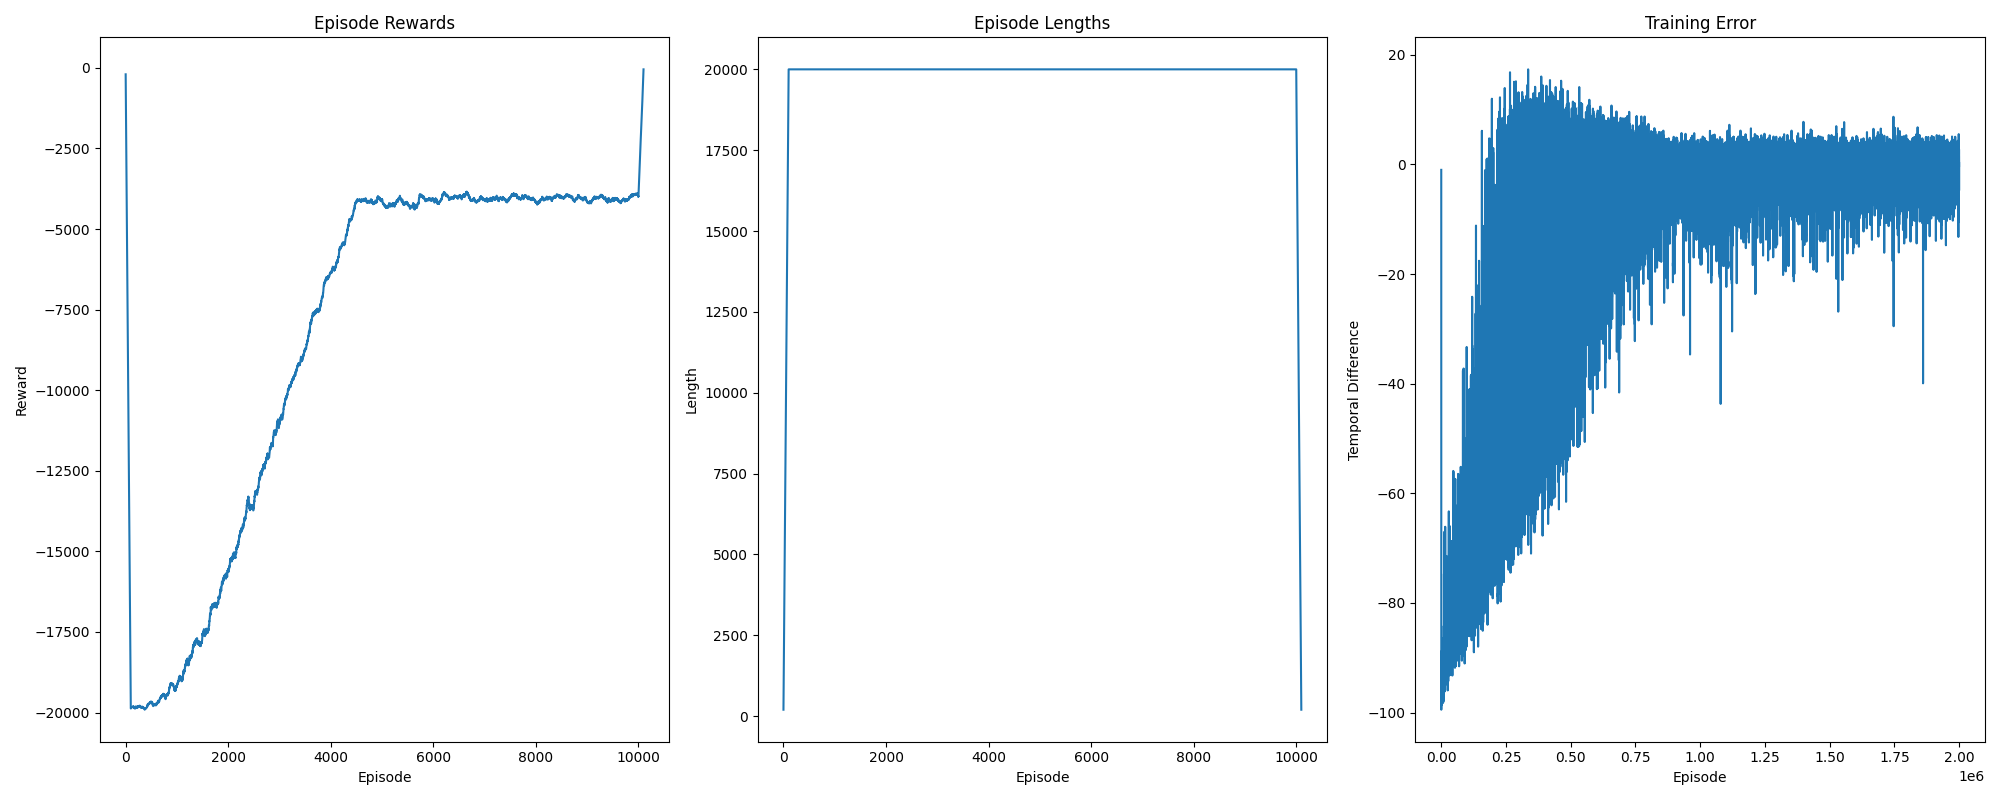 Episode Rewards
0
−2500
−5000
−7500
−10000
−12500
−15000
−17500
−20000
Reward
0 2000 4000 6000 8000 10000
Episode
Episode Lengths
20000
17500
15000
12500
10000
7500
5000
2500
0
Length
0 2000 4000 6000 8000 10000
Episode
Training Error
20
0
−20
−40
−60
−80
−100
Temporal Difference
0.00 0.25 0.50 0.75 1.00 1.25 1.50 1.75 2.00
1e6
Episode